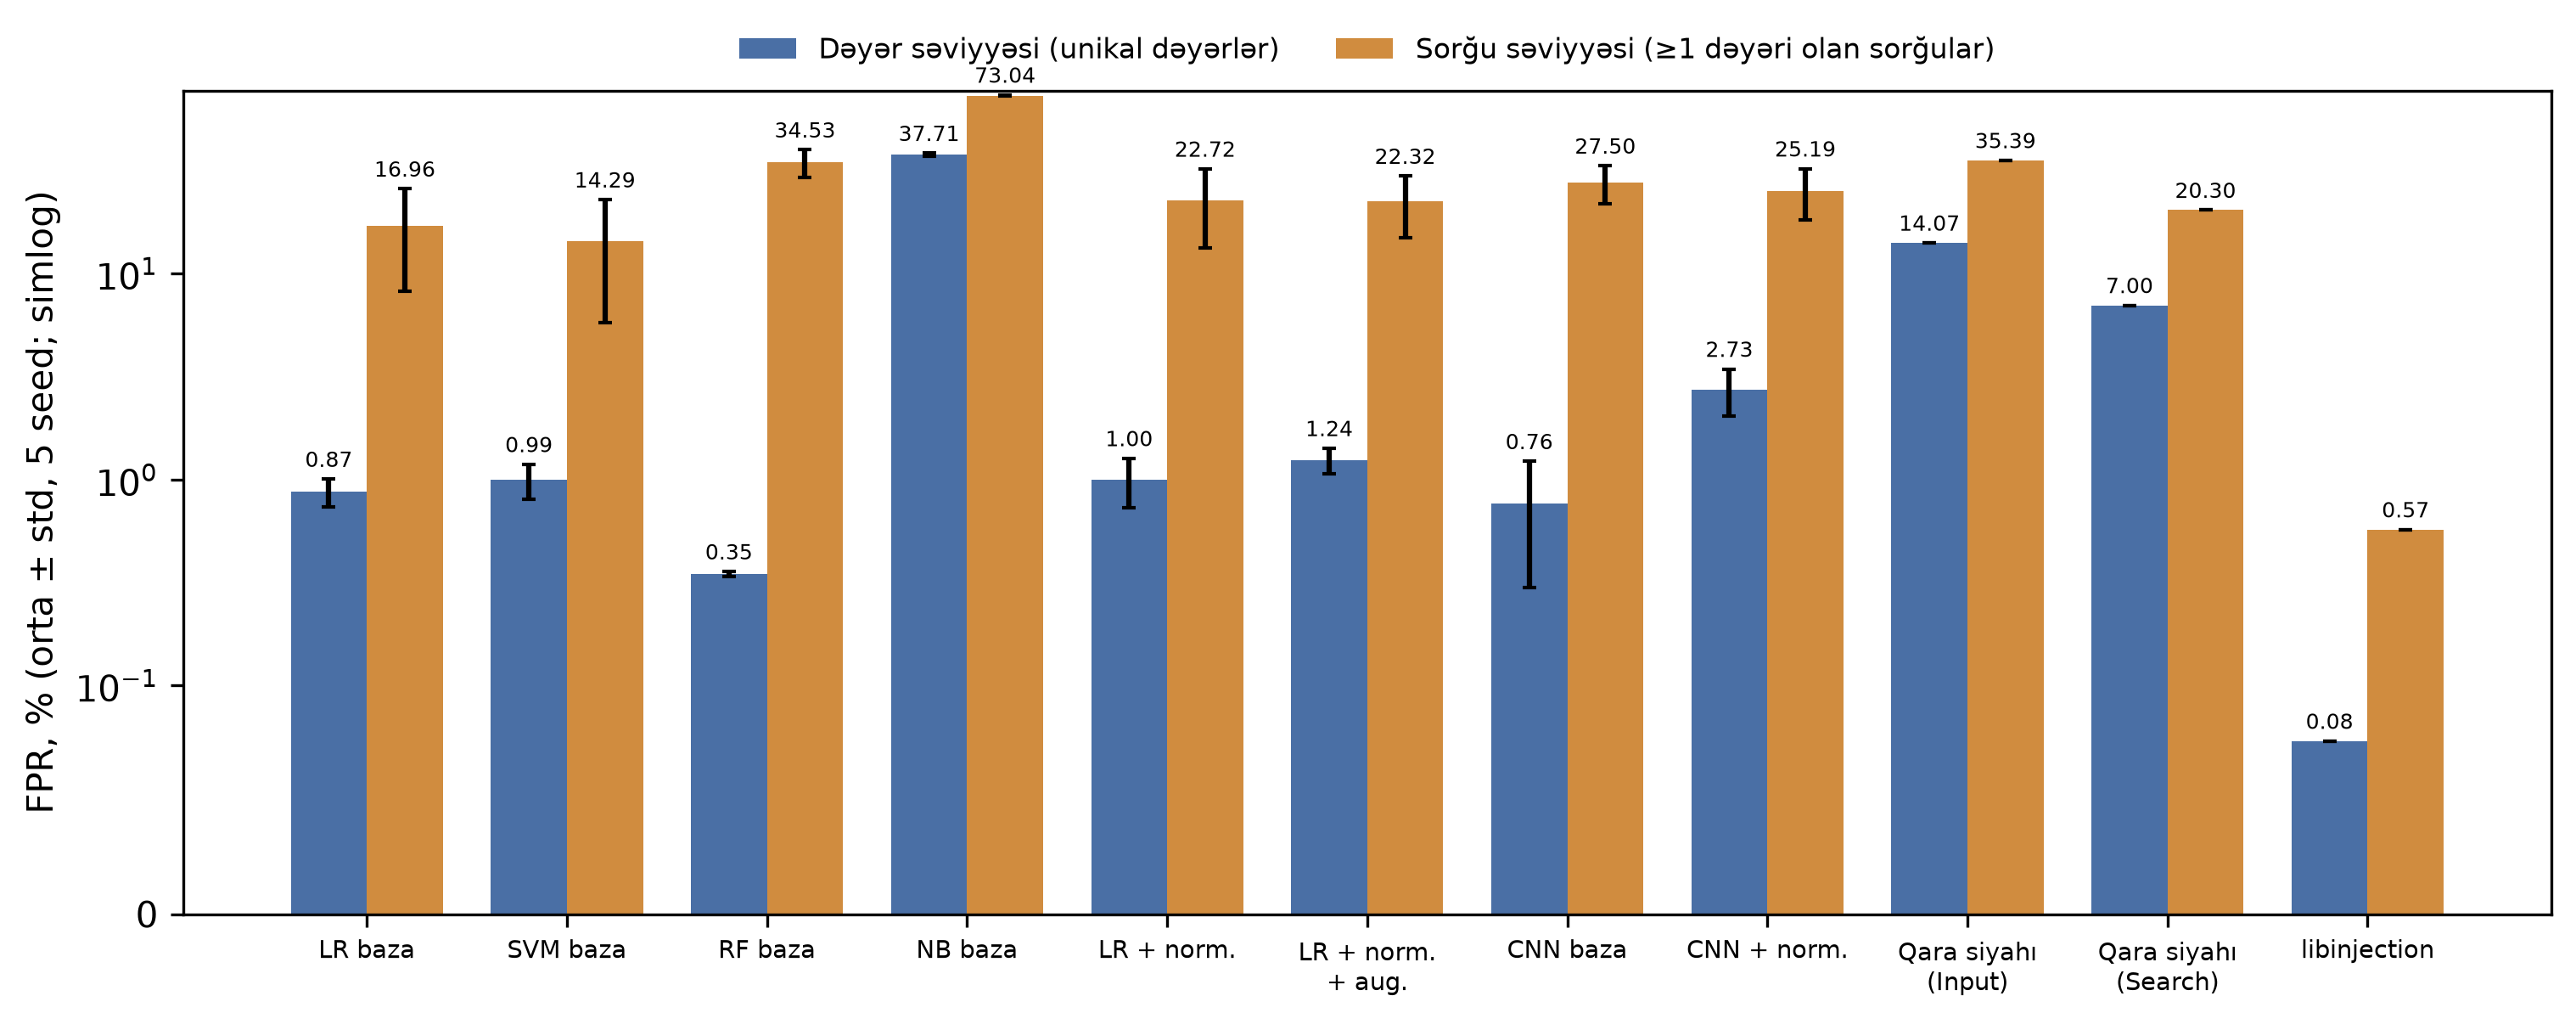 Dəyər səviyyəsi (unikal dəyərlər)
Sorğu səviyyəsi (≥1 dəyəri olan sorğular)
FPR, % (orta ± std, 5 seed; simlog)
10¹
10⁰
10⁻¹
0
0.87
16.96
0.99
14.29
0.35
34.53
37.71
73.04
1.00
22.72
1.24
22.32
0.76
27.50
2.73
25.19
14.07
35.39
7.00
20.30
0.08
0.57
LR baza
SVM baza
RF baza
NB baza
LR + norm.
LR + norm.
+ aug.
CNN baza
CNN + norm.
Qara siyahı
(Input)
Qara siyahı
(Search)
libinjection